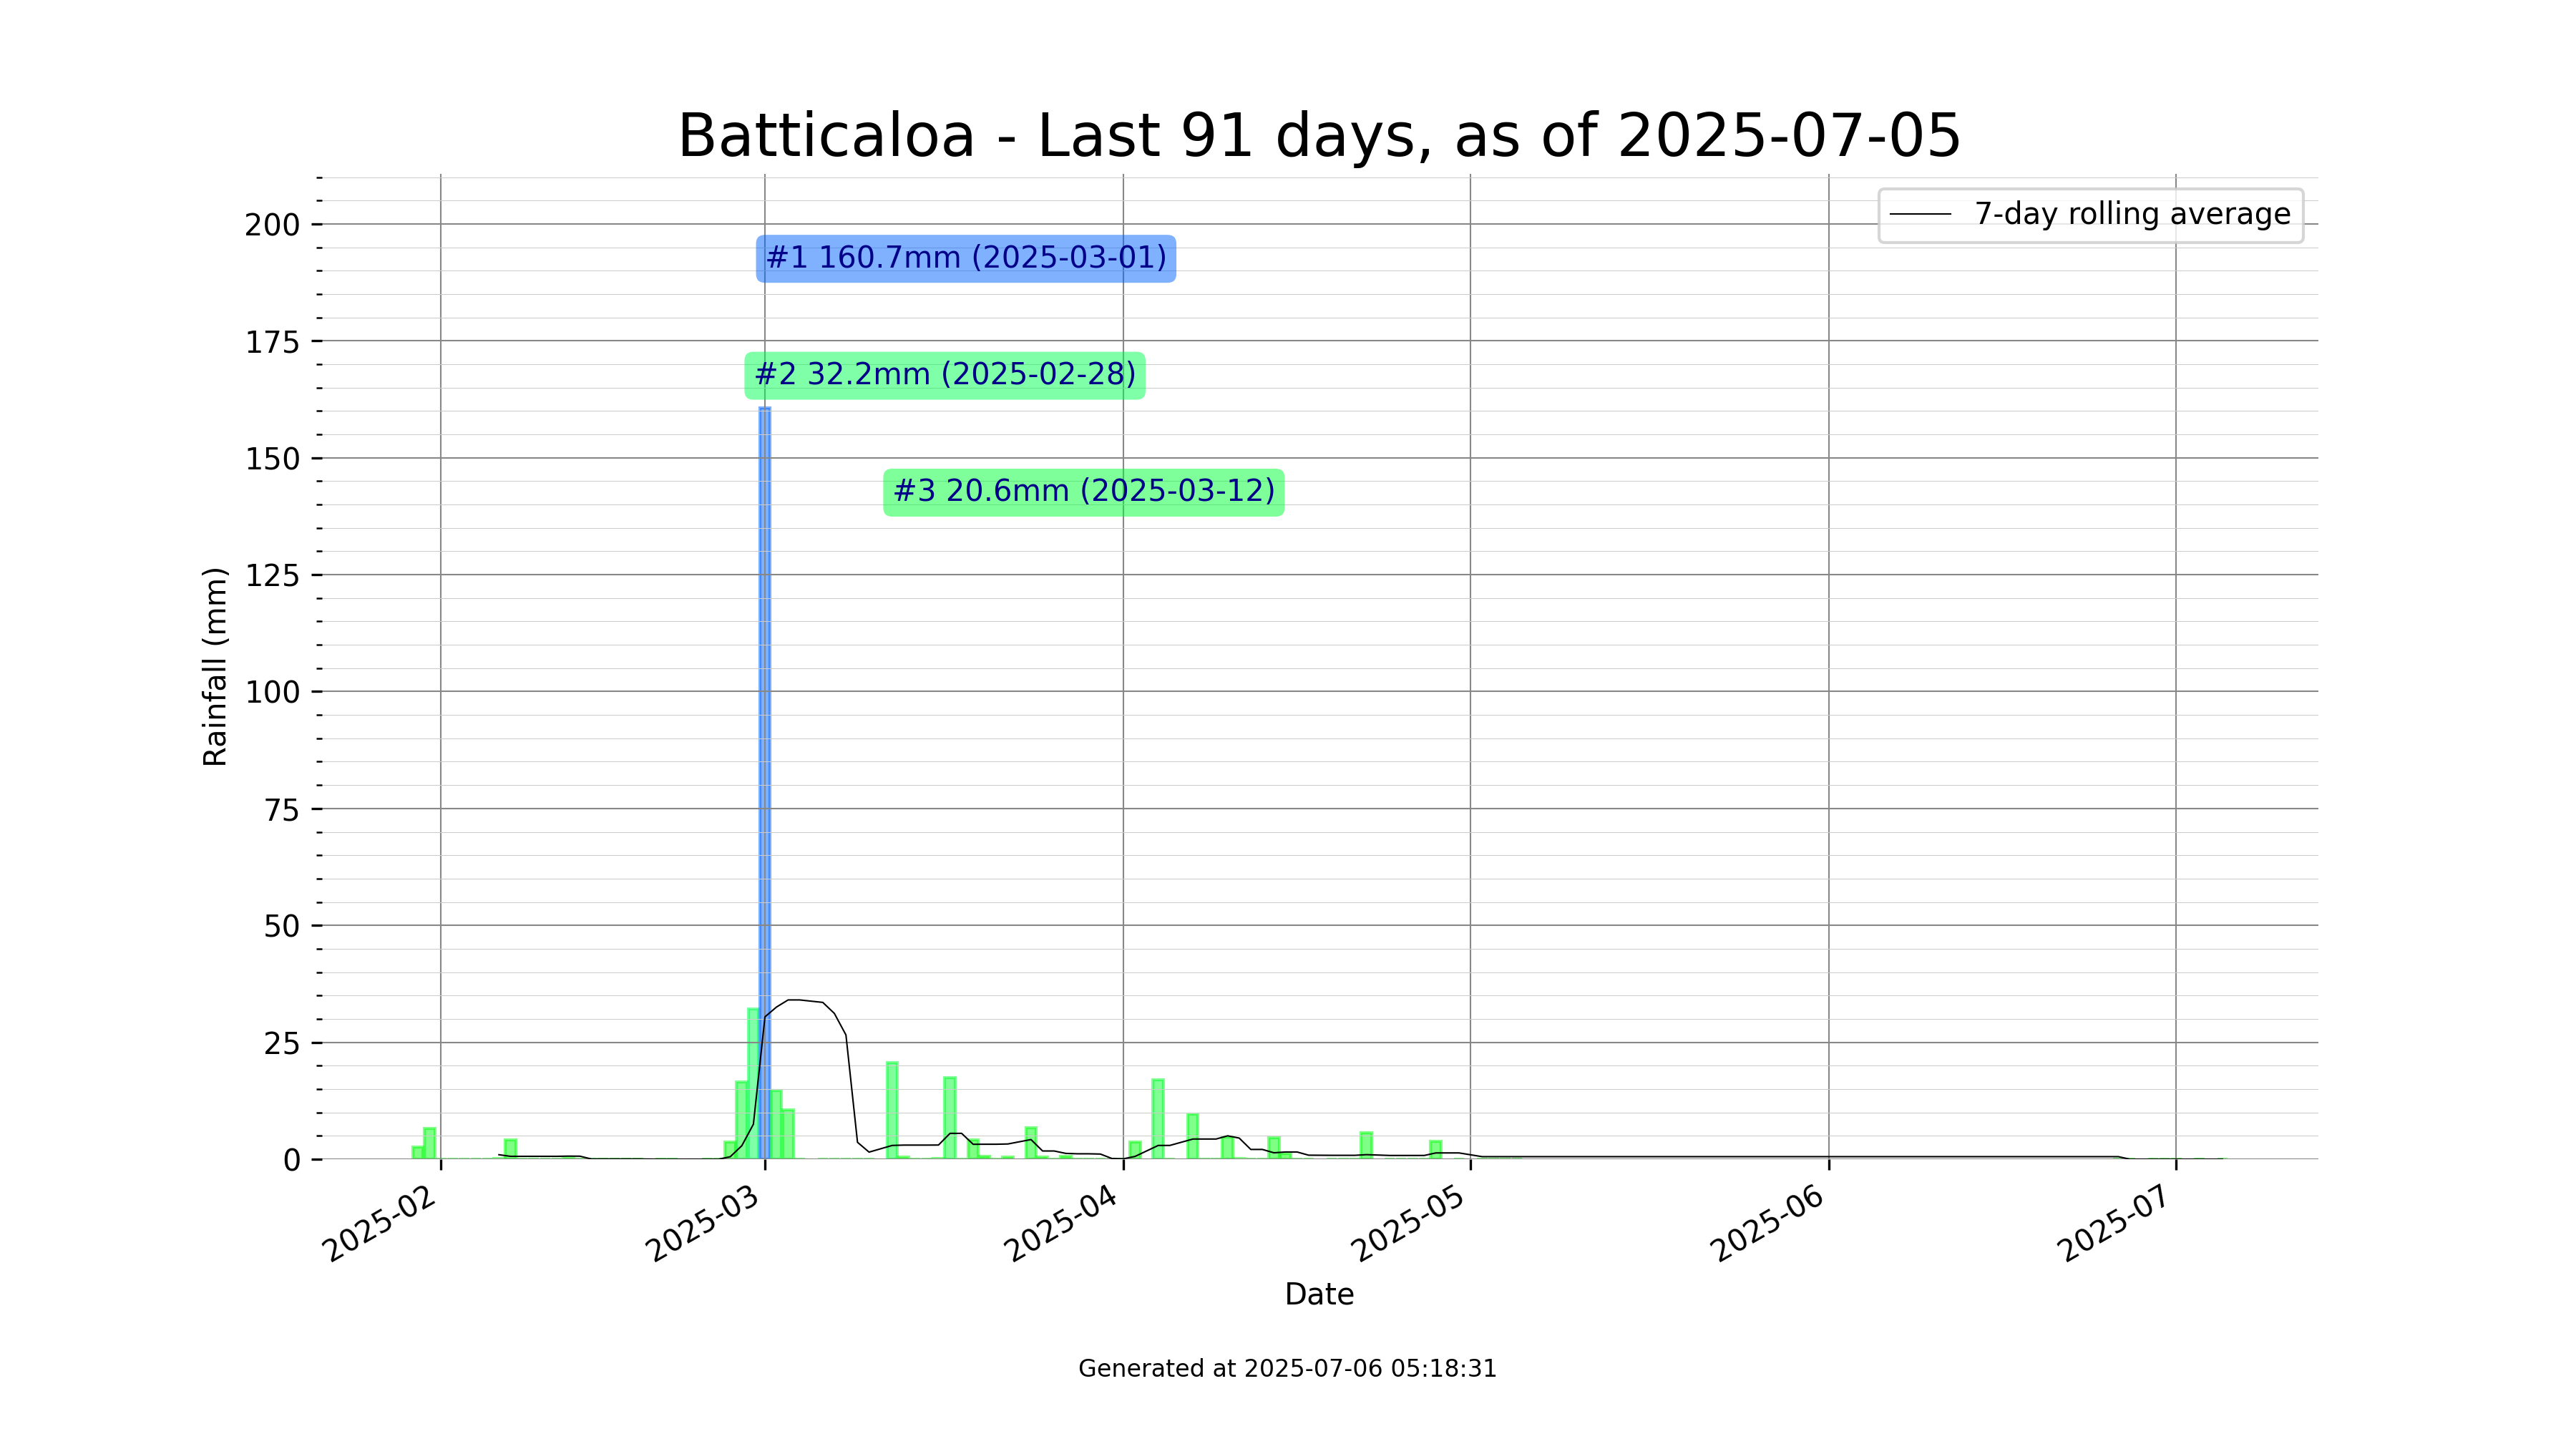 Batticaloa - Last 91 days, as of 2025-07-05
7-day rolling average
#1 160.7mm (2025-03-01)
#2 32.2mm (2025-02-28)
#3 20.6mm (2025-03-12)
Rainfall (mm)
200
175
150
125
100
75
50
25
0
2025-02
2025-03
2025-04
2025-05
2025-06
2025-07
Date
Generated at 2025-07-06 05:18:31